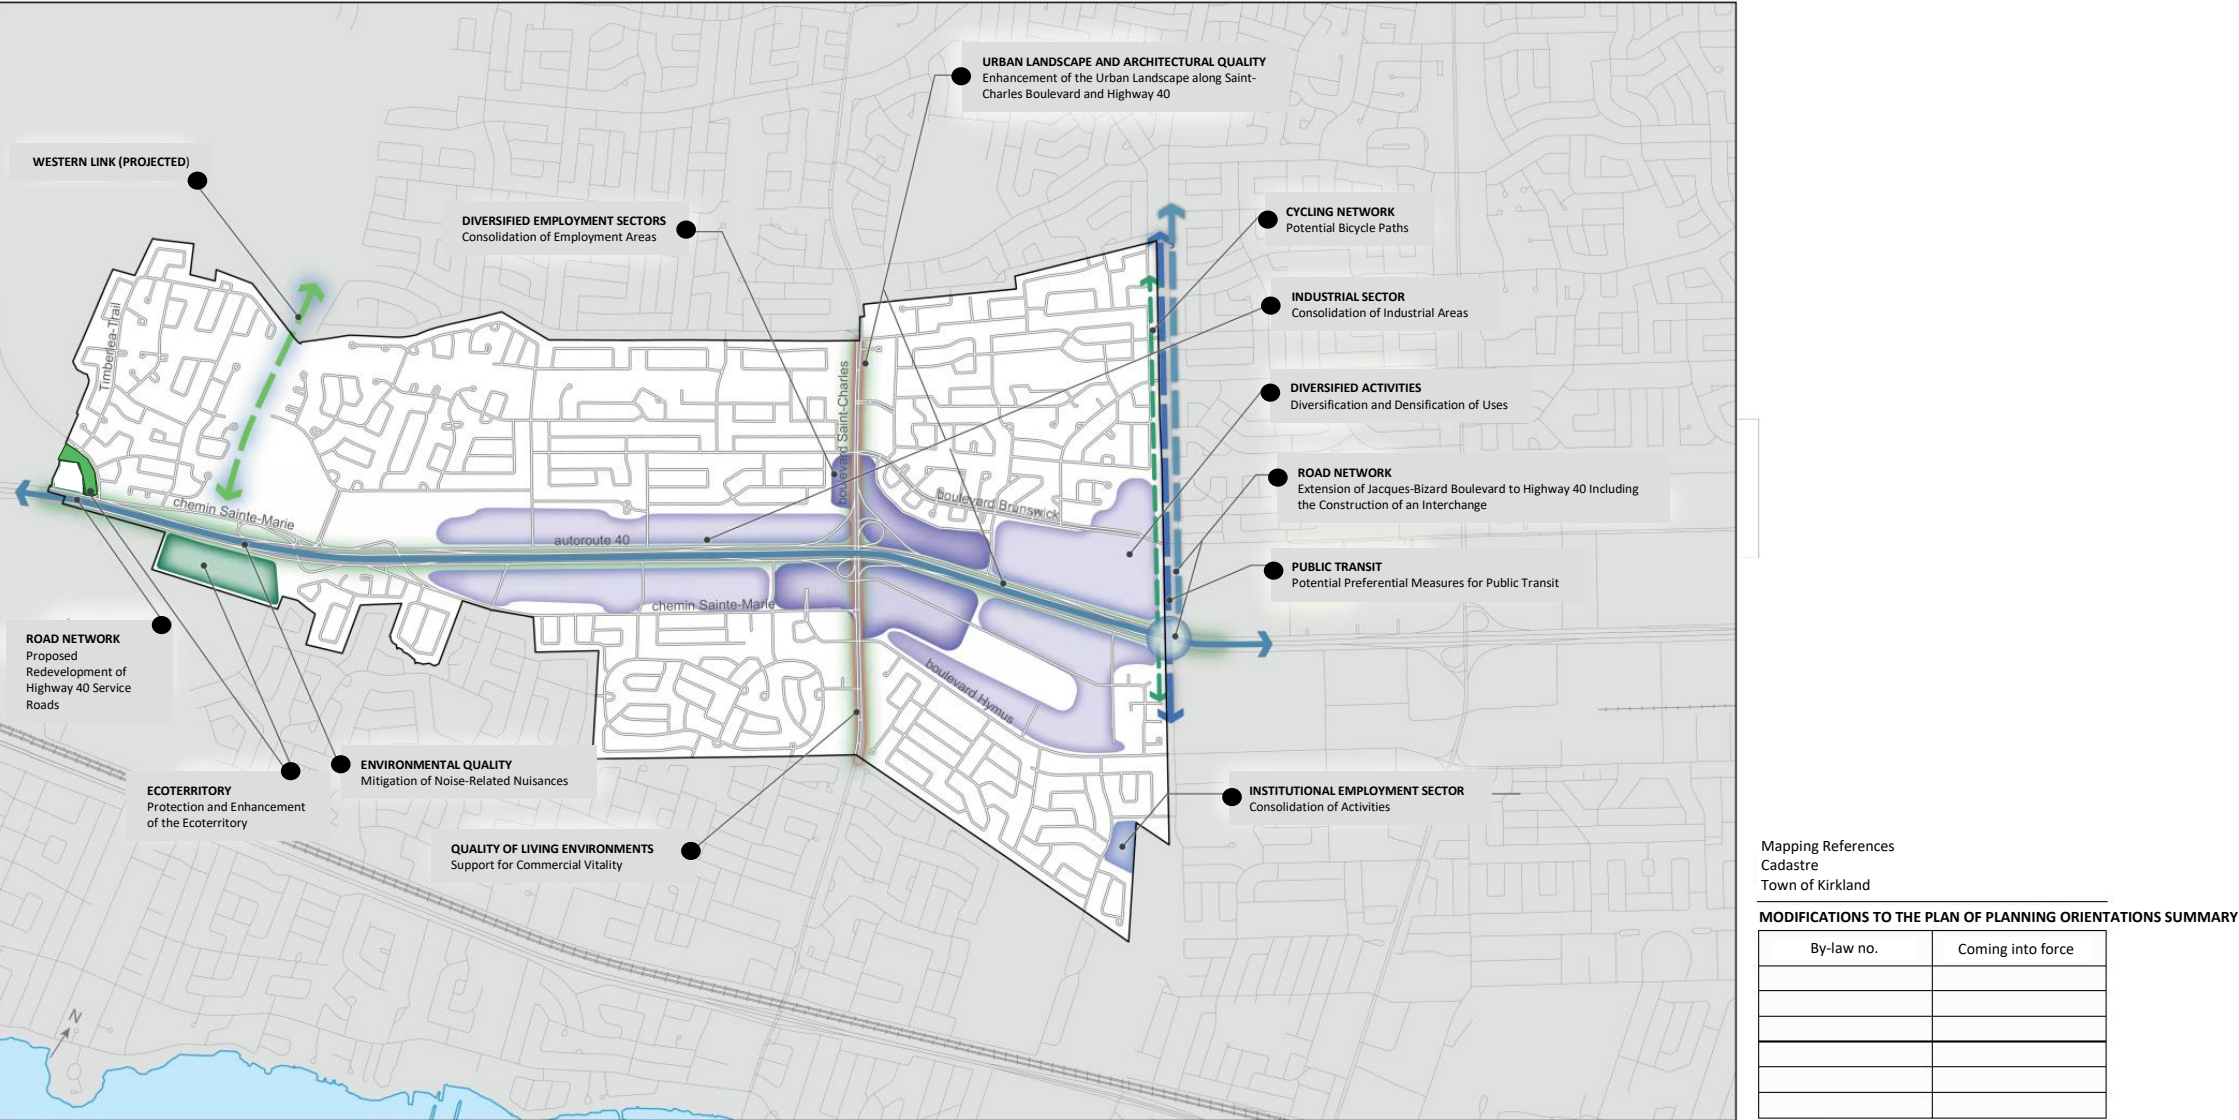 URBAN LANDSCAPE AND ARCHITECTURAL QUALITY
Enhancement of the Urban Landscape along Saint-
Charles Boulevard and Highway 40
WESTERN LINK (PROJECTED)
DIVERSIFIED EMPLOYMENT SECTORS
Consolidation of Employment Areas
CYCLING NETWORK
Potential Bicycle Paths
INDUSTRIAL SECTOR
Consolidation of Industrial Areas
DIVERSIFIED ACTIVITIES
Diversification and Densification of Uses
ROAD NETWORK
Extension of Jacques-Bizard Boulevard to Highway 40 Including
the Construction of an Interchange
PUBLIC TRANSIT
Potential Preferential Measures for Public Transit
Timberlea-Trail
boulevard Saint-Charles
chemin Sainte-Marie
boulevard Brunswick
autoroute 40
chemin Sainte-Marie
boulevard Hymus
ROAD NETWORK
Proposed
Redevelopment of
Highway 40 Service
Roads
ENVIRONMENTAL QUALITY
Mitigation of Noise-Related Nuisances
ECOTERRITORY
Protection and Enhancement
of the Ecoterritory
QUALITY OF LIVING ENVIRONMENTS
Support for Commercial Vitality
INSTITUTIONAL EMPLOYMENT SECTOR
Consolidation of Activities
N
Mapping References
Cadastre
Town of Kirkland
MODIFICATIONS TO THE PLAN OF PLANNING ORIENTATIONS SUMMARY
By-law no.
Coming into force